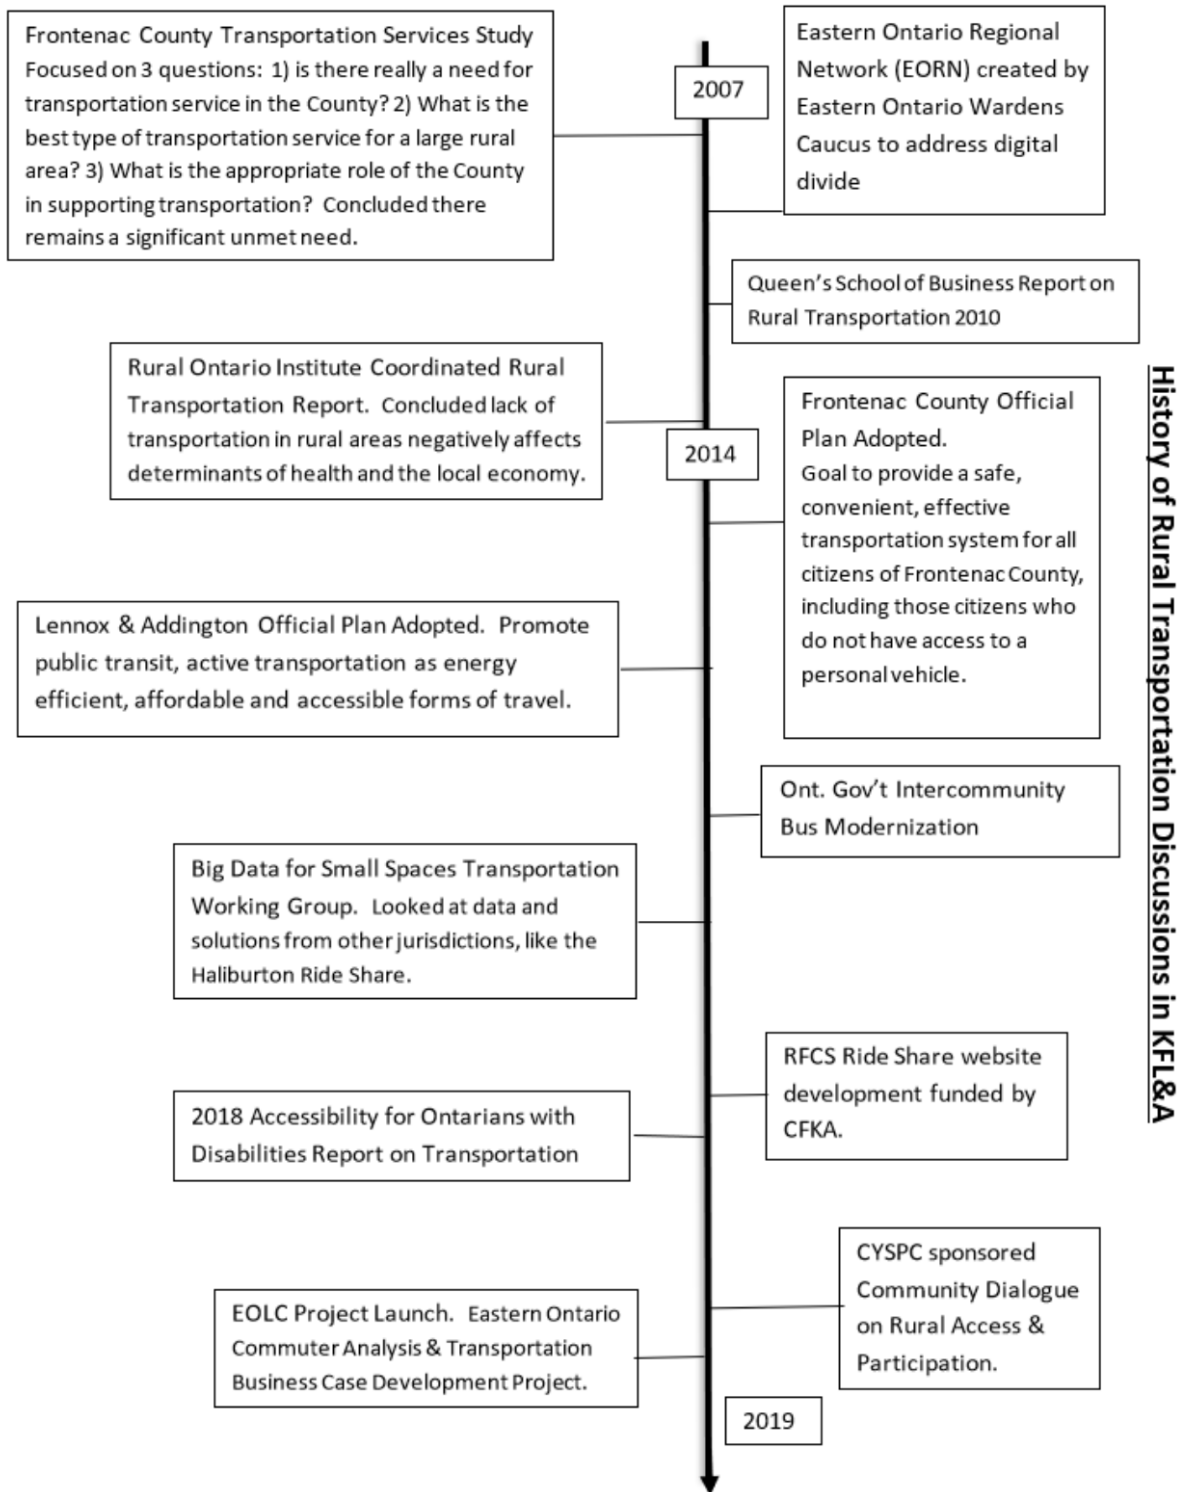 Frontenac County Transportation Services Study
Focused on 3 questions: 1) is there really a need for
transportation service in the County? 2) What is the
best type of transportation service for a large rural
area? 3) What is the appropriate role of the County
in supporting transportation? Concluded there
remains a significant unmet need.
2007
Eastern Ontario Regional
Network (EORN) created by
Eastern Ontario Wardens
Caucus to address digital
divide
Queen's School of Business Report on
Rural Transportation 2010
Rural Ontario Institute Coordinated Rural
Transportation Report. Concluded lack of
transportation in rural areas negatively affects
determinants of health and the local economy.
2014
Frontenac County Official
Plan Adopted.
Goal to provide a safe,
convenient, effective
transportation system for all
citizens of Frontenac County,
including those citizens who
do not have access to a
personal vehicle.
Lennox & Addington Official Plan Adopted. Promote
public transit, active transportation as energy
efficient, affordable and accessible forms of travel.
Ont. Gov't Intercommunity
Bus Modernization
Big Data for Small Spaces Transportation
Working Group. Looked at data and
solutions from other jurisdictions, like the
Haliburton Ride Share.
RFCS Ride Share website
development funded by
CFKA.
2018 Accessibility for Ontarians with
Disabilities Report on Transportation
CYSPC sponsored
Community Dialogue
on Rural Access &
Participation.
EOLC Project Launch. Eastern Ontario
Commuter Analysis & Transportation
Business Case Development Project.
2019
History of Rural Transportation Discussions in KFL&A